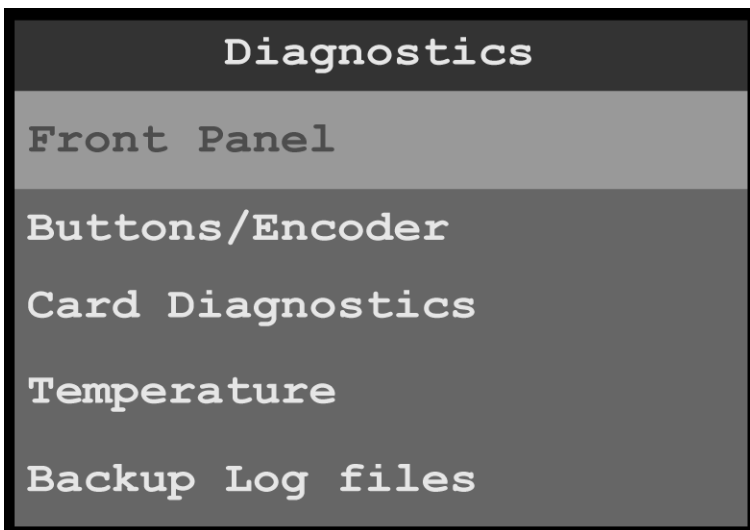 Diagnostics
Front Panel
Buttons/Encoder
Card Diagnostics
Temperature
Backup Log files